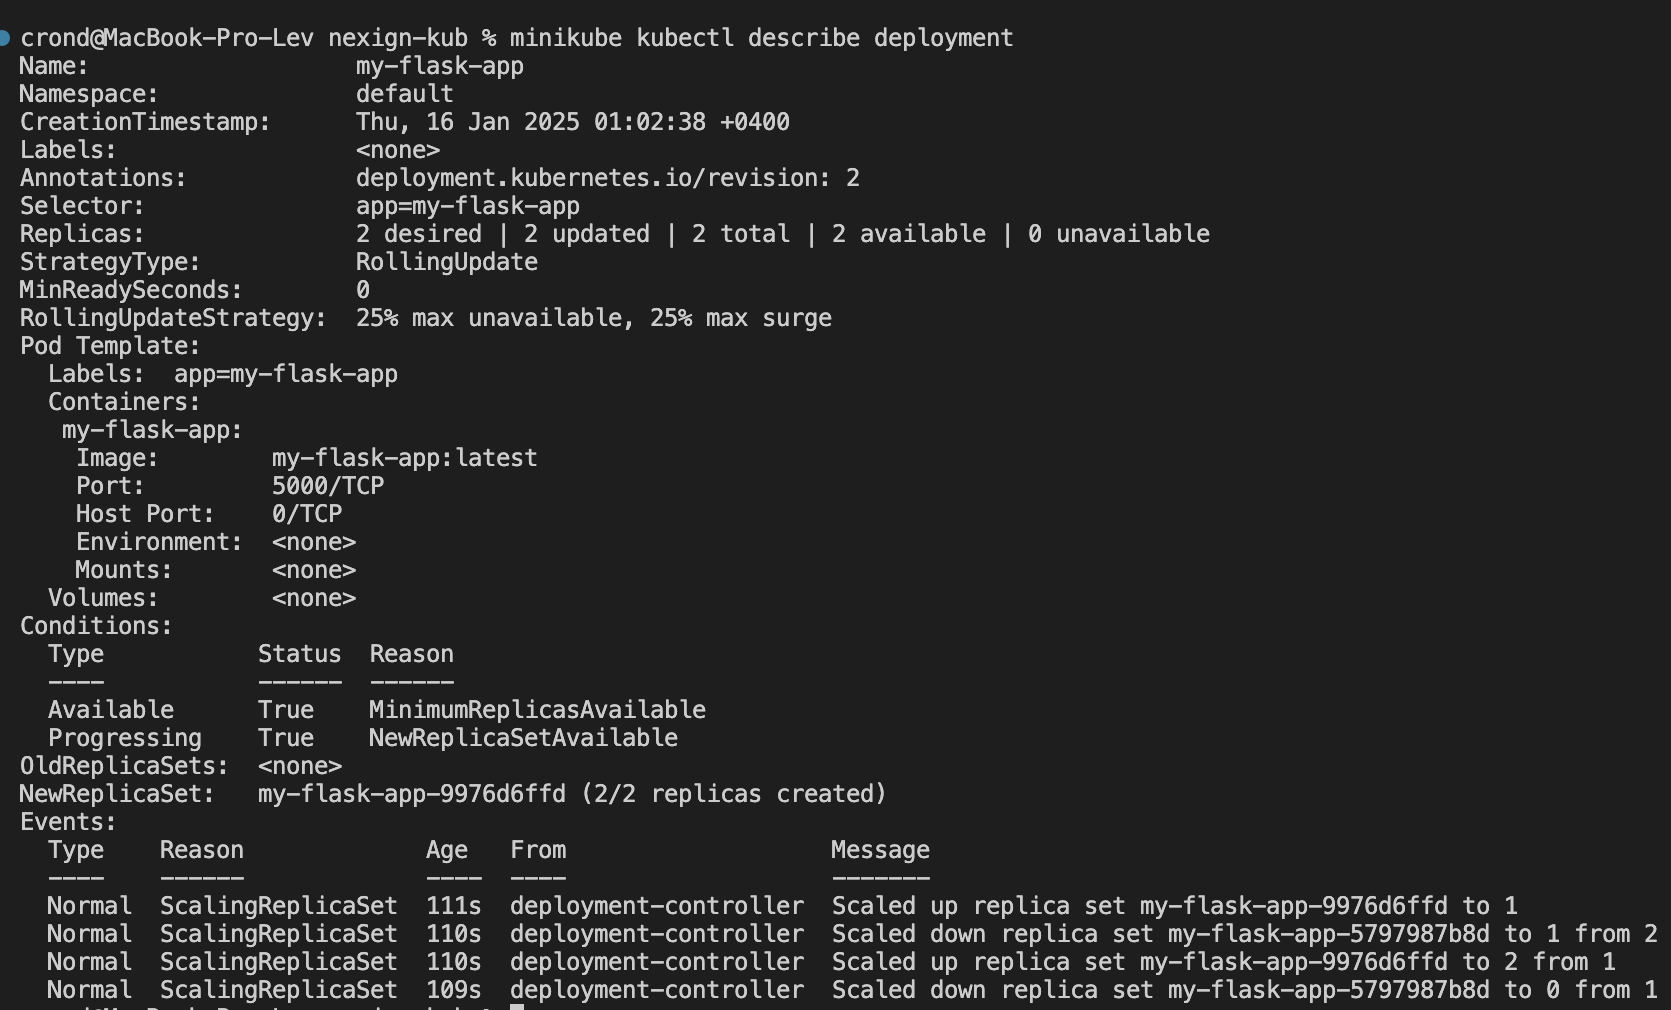 crond@MacBook-Pro-Lev nexign-kub % minikube kubectl describe deployment
Name:                   my-flask-app
Namespace:              default
CreationTimestamp:      Thu, 16 Jan 2025 01:02:38 +0400
Labels:                 <none>
Annotations:            deployment.kubernetes.io/revision: 2
Selector:               app=my-flask-app
Replicas:               2 desired | 2 updated | 2 total | 2 available | 0 unavailable
StrategyType:           RollingUpdate
MinReadySeconds:        0
RollingUpdateStrategy:  25% max unavailable, 25% max surge
Pod Template:
  Labels:  app=my-flask-app
  Containers:
   my-flask-app:
    Image:        my-flask-app:latest
    Port:         5000/TCP
    Host Port:    0/TCP
    Environment:  <none>
    Mounts:       <none>
  Volumes:        <none>
Conditions:
  Type           Status  Reason
  ----           ------  ------
  Available      True    MinimumReplicasAvailable
  Progressing    True    NewReplicaSetAvailable
OldReplicaSets:  <none>
NewReplicaSet:   my-flask-app-9976d6ffd (2/2 replicas created)
Events:
  Type    Reason             Age   From                   Message
  ----    ------             ----  ----                   -------
  Normal  ScalingReplicaSet  111s  deployment-controller  Scaled up replica set my-flask-app-9976d6ffd to 1
  Normal  ScalingReplicaSet  110s  deployment-controller  Scaled down replica set my-flask-app-5797987b8d to 1 from 2
  Normal  ScalingReplicaSet  110s  deployment-controller  Scaled up replica set my-flask-app-9976d6ffd to 2 from 1
  Normal  ScalingReplicaSet  109s  deployment-controller  Scaled down replica set my-flask-app-5797987b8d to 0 from 1